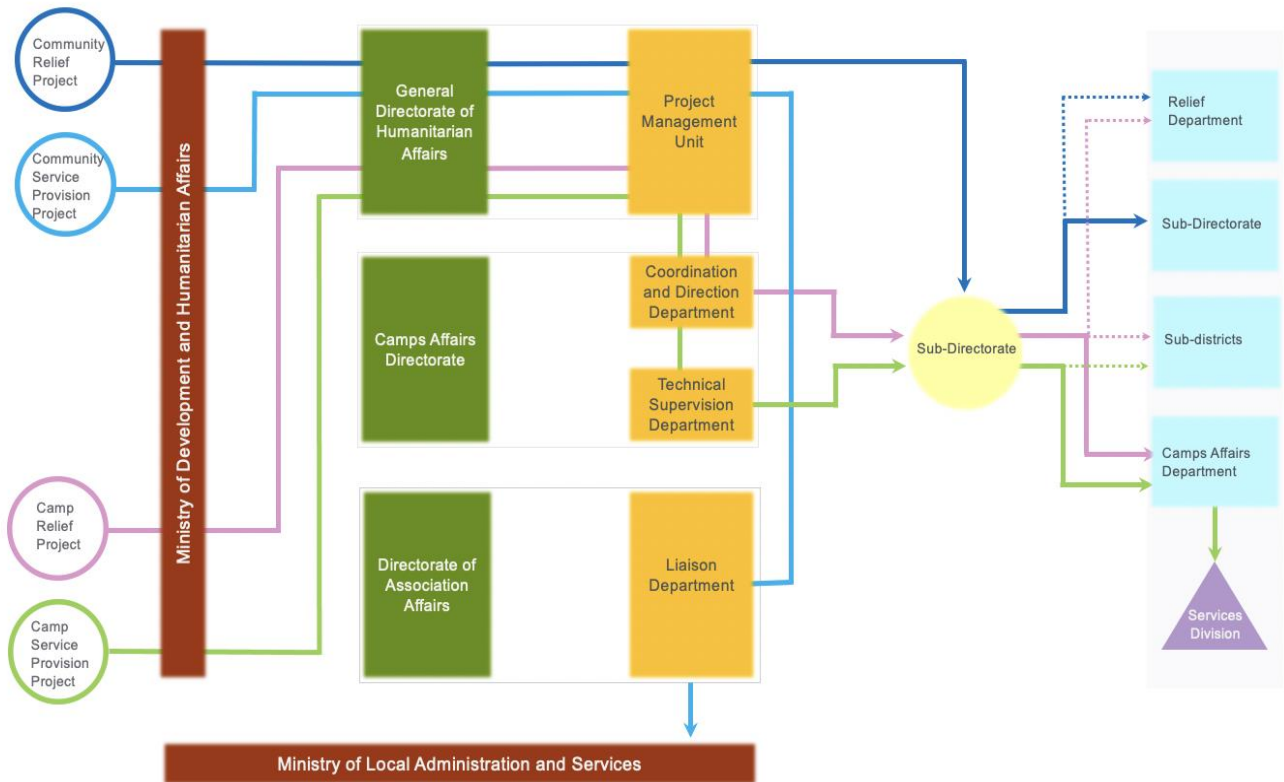 Community
Relief
Project
Community
Service
Provision
Project
Camp
Relief
Project
Camp
Service
Provision
Project
Ministry of Development and Humanitarian Affairs
General
Directorate of
Humanitarian
Affairs
Project
Management
Unit
Camps Affairs
Directorate
Coordination
and Direction
Department
Technical
Supervision
Department
Directorate of
Association
Affairs
Liaison
Department
Ministry of Local Administration and Services
Sub-Directorate
Relief
Department
Sub-Directorate
Sub-districts
Camps Affairs
Department
Services
Division